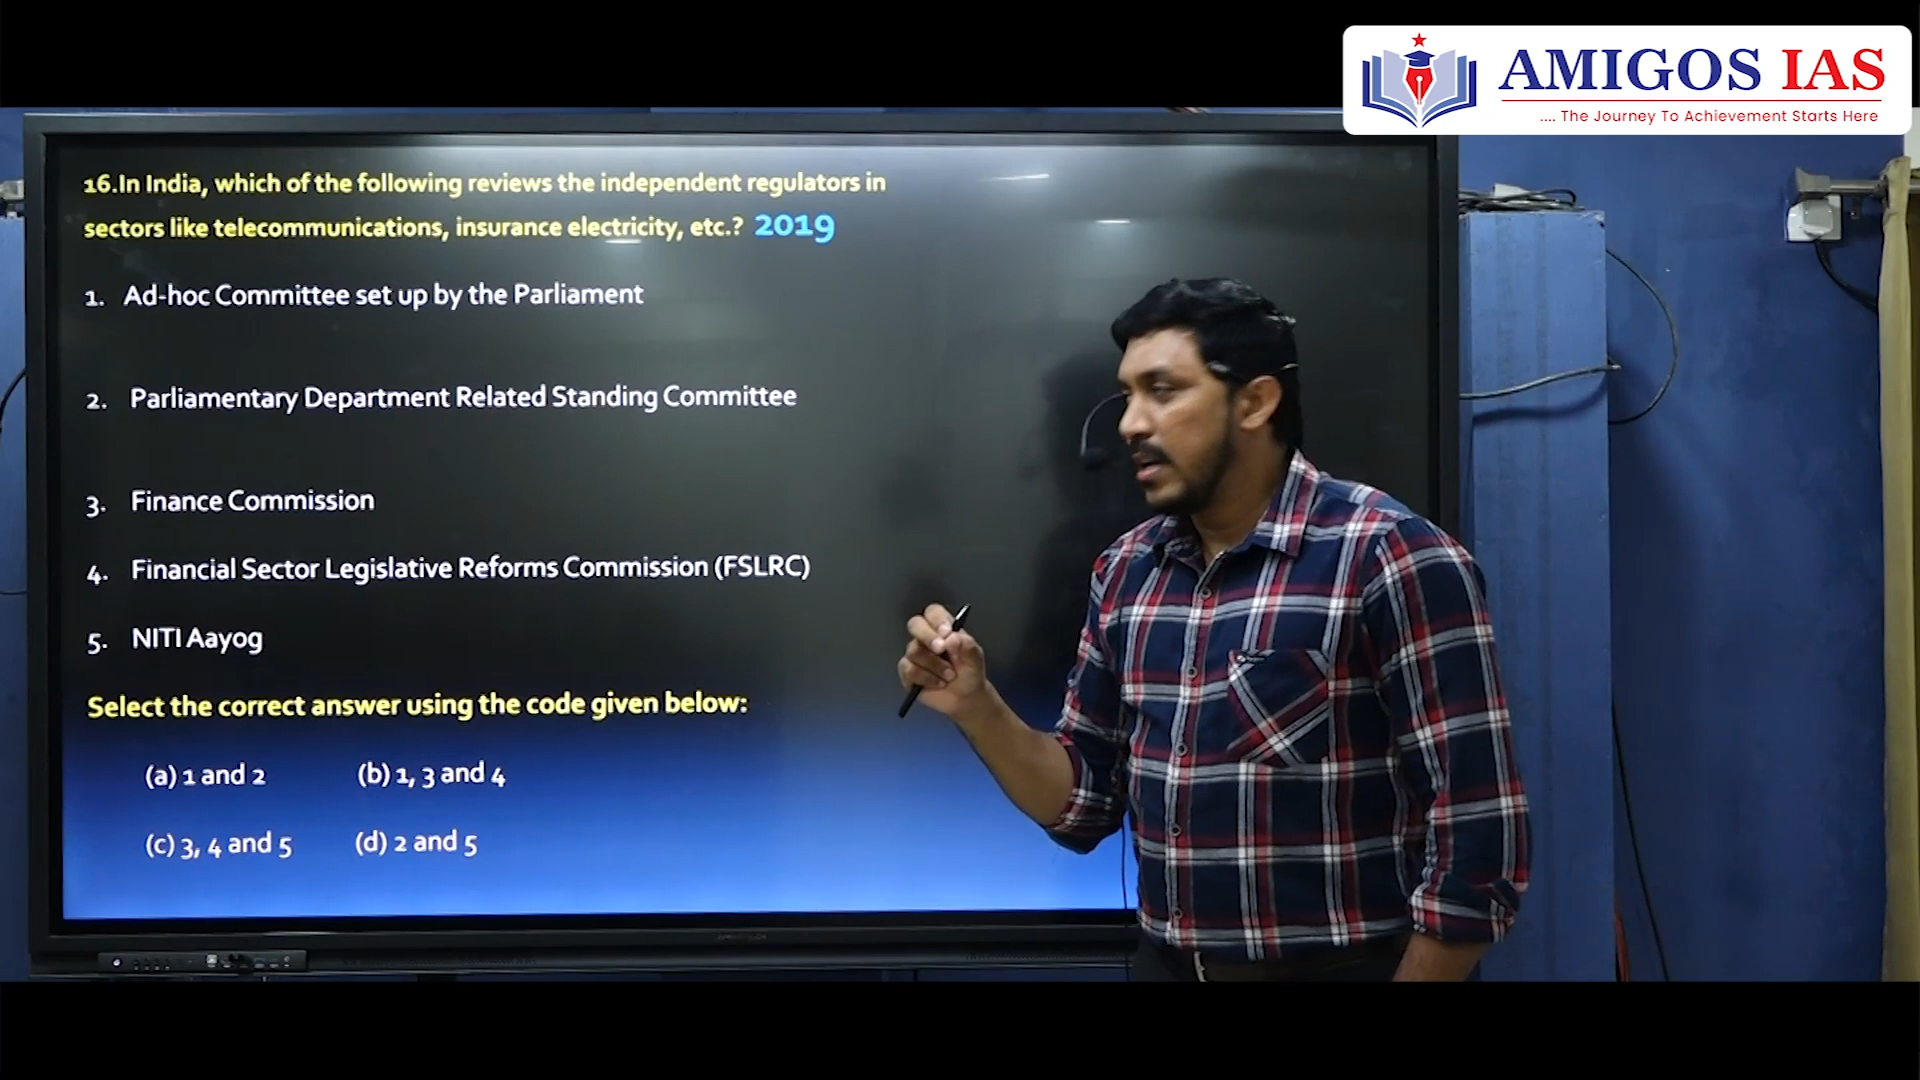 AMIGOS IAS
.... The Journey To Achievement Starts Here
16.In India, which of the following reviews the independent regulators in
sectors like telecommunications, insurance electricity, etc.? 2019
1. Ad-hoc Committee set up by the Parliament
2. Parliamentary Department Related Standing Committee
3. Finance Commission
4. Financial Sector Legislative Reforms Commission (FSLRC)
5. NITI Aayog
Select the correct answer using the code given below:
(a) 1 and 2 (b) 1, 3 and 4
(c) 3, 4 and 5 (d) 2 and 5